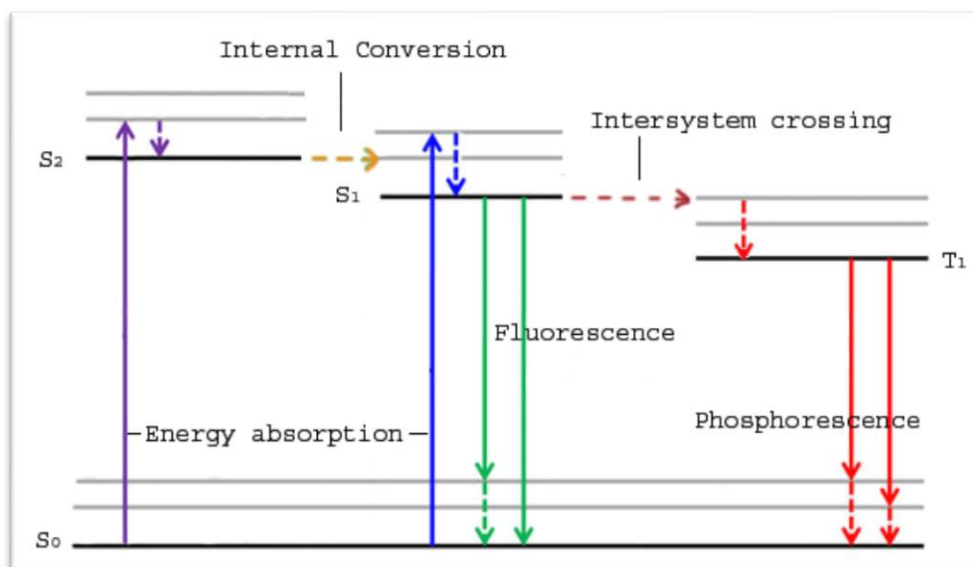 Internal Conversion
Intersystem crossing
S₂
S₁
T₁
Fluorescence
Phosphorescence
Energy absorption
S₀